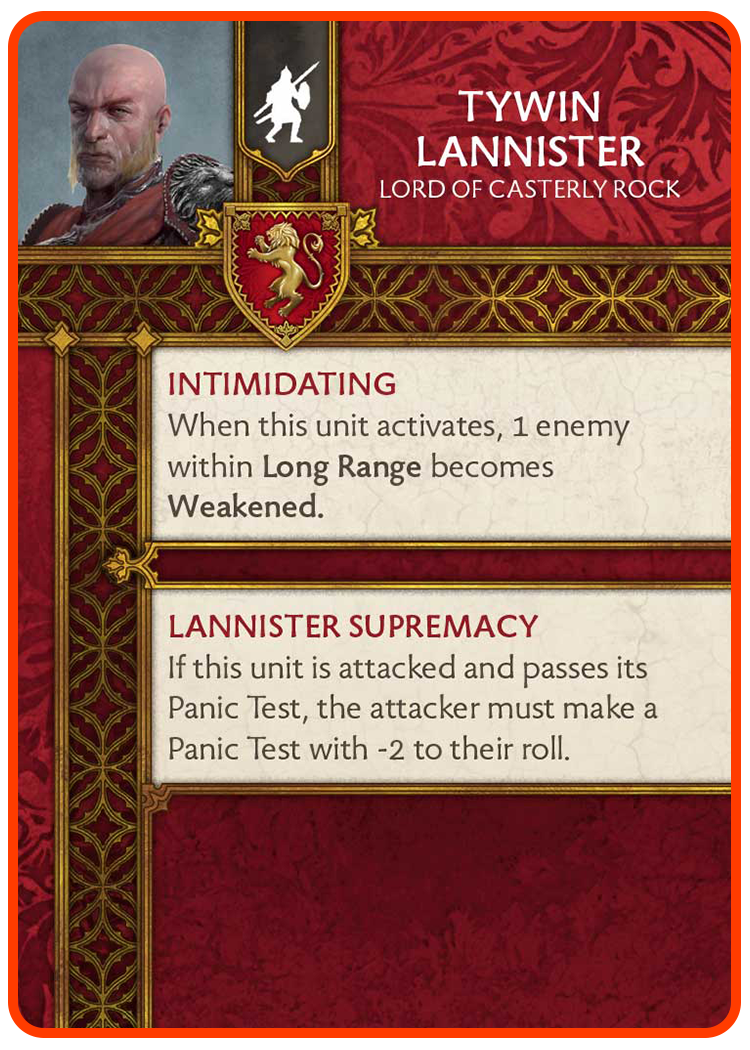 TYWIN
LANNISTER
LORD OF CASTERLY ROCK
INTIMIDATING
When this unit activates, 1 enemy
within Long Range becomes
Weakened.
LANNISTER SUPREMACY
If this unit is attacked and passes its
Panic Test, the attacker must make a
Panic Test with -2 to their roll.